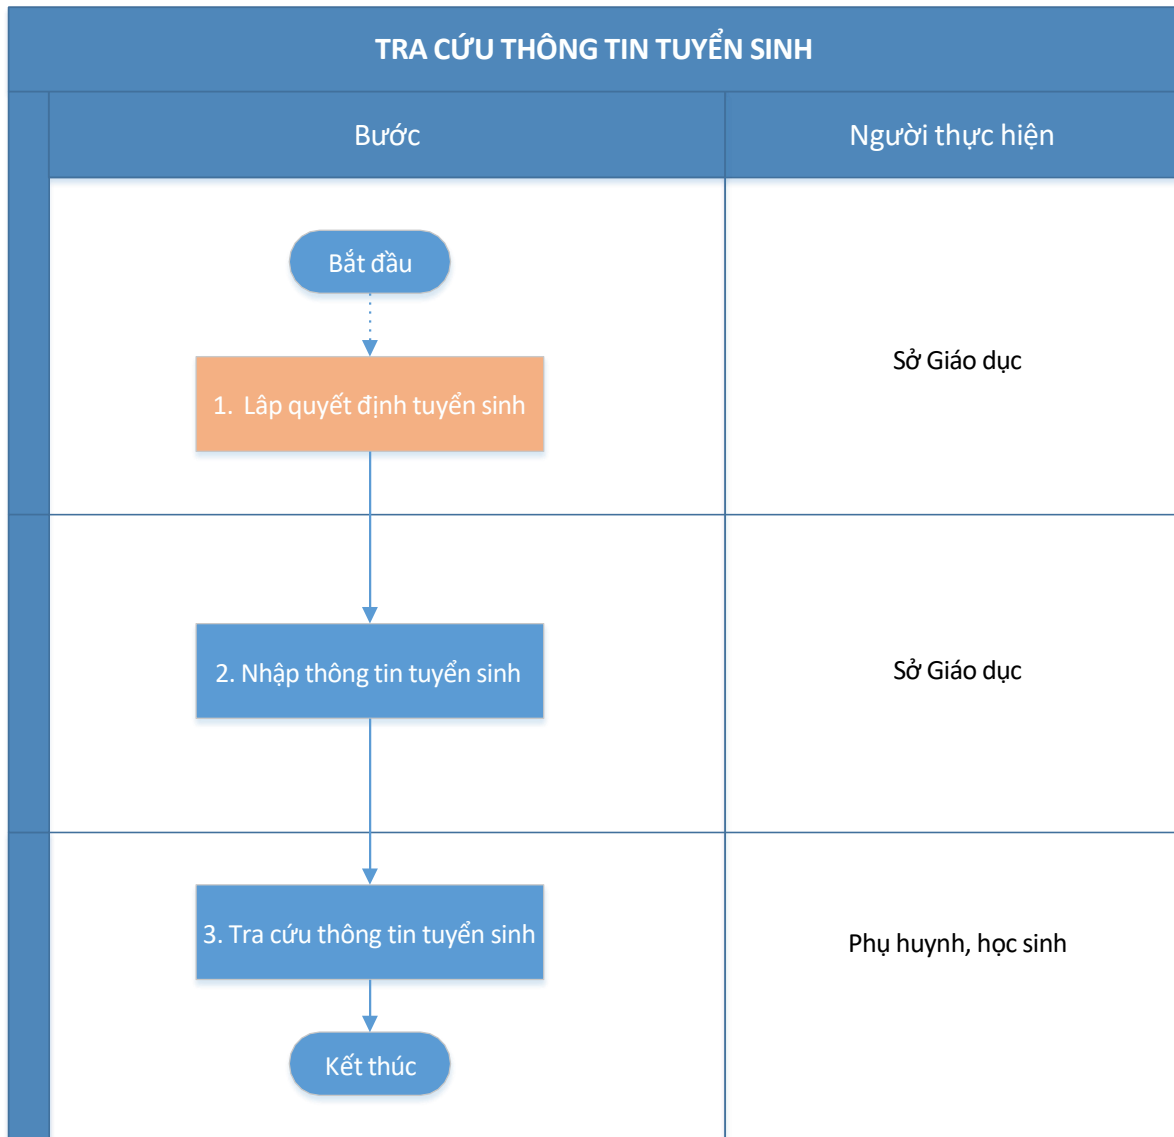 TRA CỨU THÔNG TIN TUYỂN SINH
Bước
Người thực hiện
Bắt đầu
1. Lâp quyết định tuyển sinh
Sở Giáo dục
2. Nhập thông tin tuyển sinh
Sở Giáo dục
3. Tra cứu thông tin tuyển sinh
Phụ huynh, học sinh
Kết thúc